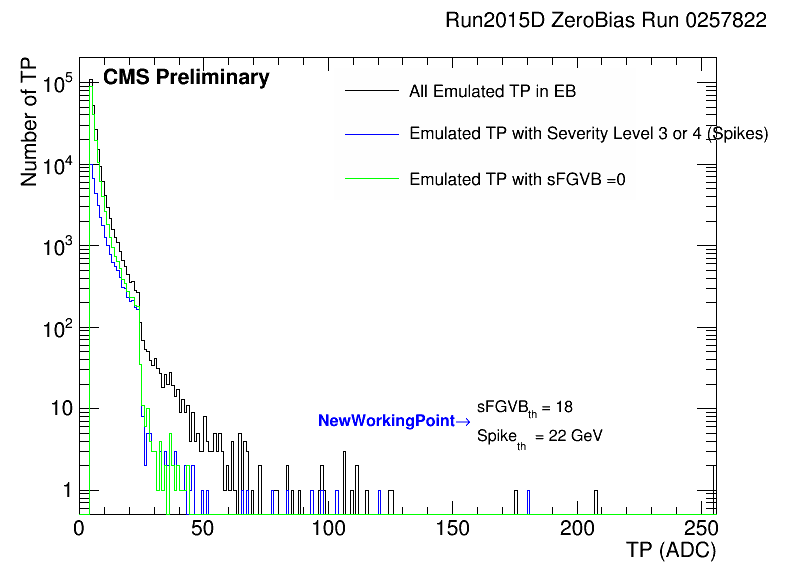 Run2015D ZeroBias Run 0257822
CMS Preliminary
All Emulated TP in EB
Emulated TP with Severity Level 3 or 4 (Spikes)
Emulated TP with sFGVB =0
Number of TP
10^5
10^4
10^3
10^2
10
1
NewWorkingPoint→
sFGVB_th = 18
Spike_th = 22 GeV
0 50 100 150 200 250
TP (ADC)